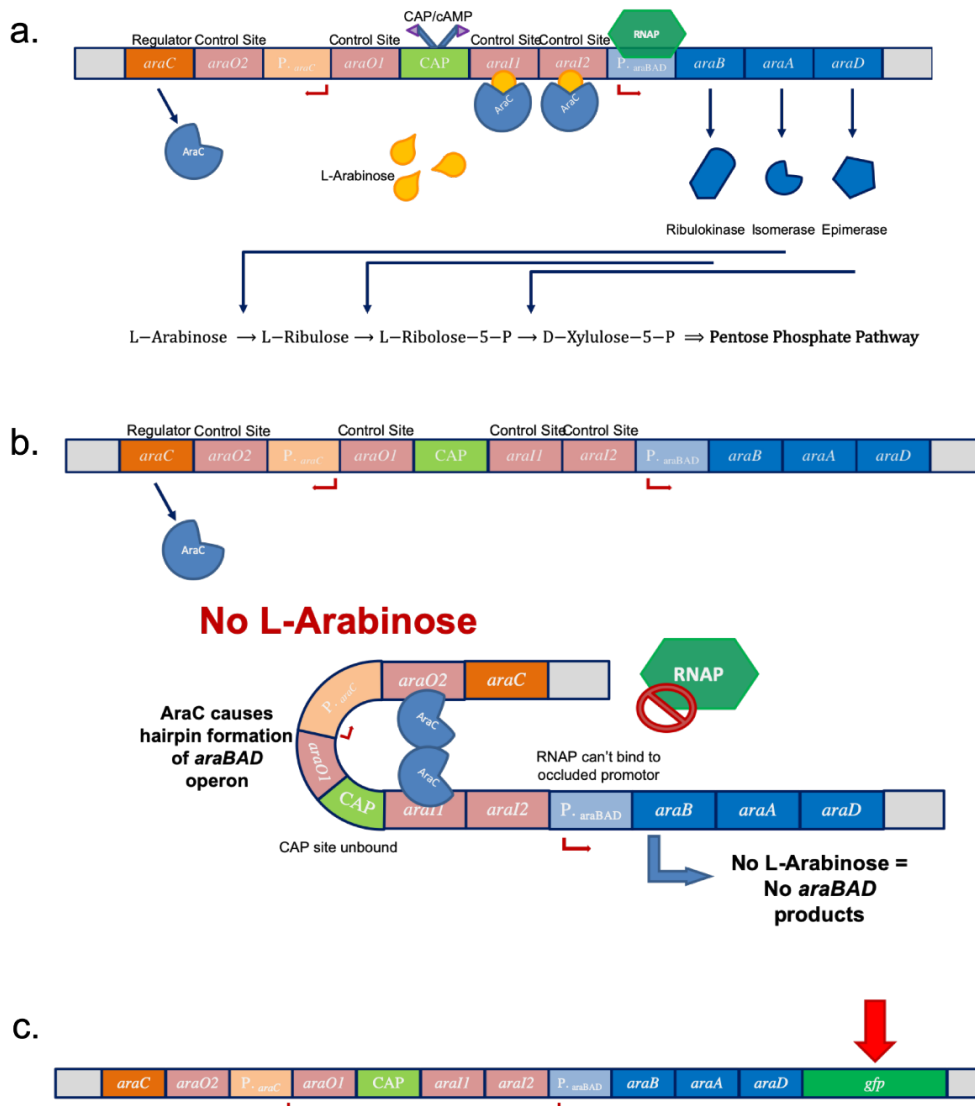 a.
CAP/cAMP
RNAP
Regulator Control Site Control Site Control Site Control Site
araC araO2 P. araC araO1 CAP araI1 araI2 P. araBAD araB araA araD
AraC AraC
AraC
L-Arabinose
Ribulokinase Isomerase Epimerase
L−Arabinose → L−Ribulose → L−Ribolose−5−P → D−Xylulose−5−P ⇒ Pentose Phosphate Pathway
b.
Regulator Control Site Control Site Control Site Control Site
araC araO2 P. araC araO1 CAP araI1 araI2 P. araBAD araB araA araD
AraC
No L-Arabinose
araO2 araC
RNAP
P. araC
AraC causes
hairpin formation
of araBAD
operon
AraC
araO1
AraC
RNAP can't bind to
occluded promotor
CAP araI1 araI2 P. araBAD araB araA araD
CAP site unbound
No L-Arabinose =
No araBAD
products
c.
araC araO2 P. araC araO1 CAP araI1 araI2 P. araBAD araB araA araD gfp